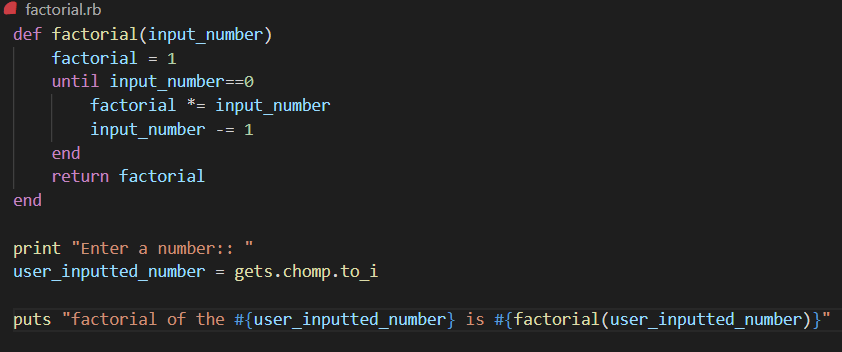 factorial.rb
def factorial(input_number)
    factorial = 1
    until input_number==0
        factorial *= input_number
        input_number -= 1
    end
    return factorial
end

print "Enter a number:: "
user_inputted_number = gets.chomp.to_i

puts "factorial of the #{user_inputted_number} is #{factorial(user_inputted_number)}"